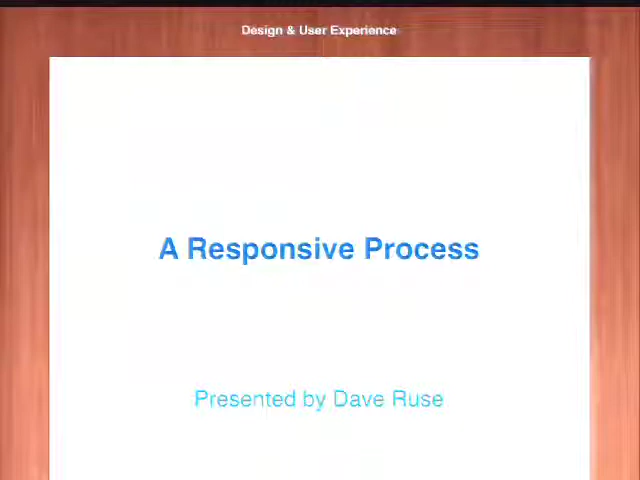 Design & User Experience
A Responsive Process
Presented by Dave Ruse